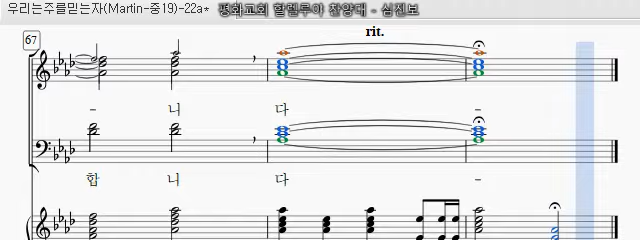 우리는주를믿는자(Martin-중19)-22a* 평화교회 할렐루야 찬양대 - 심진보
rit.
67
- 니 다 -
합 니 다 -